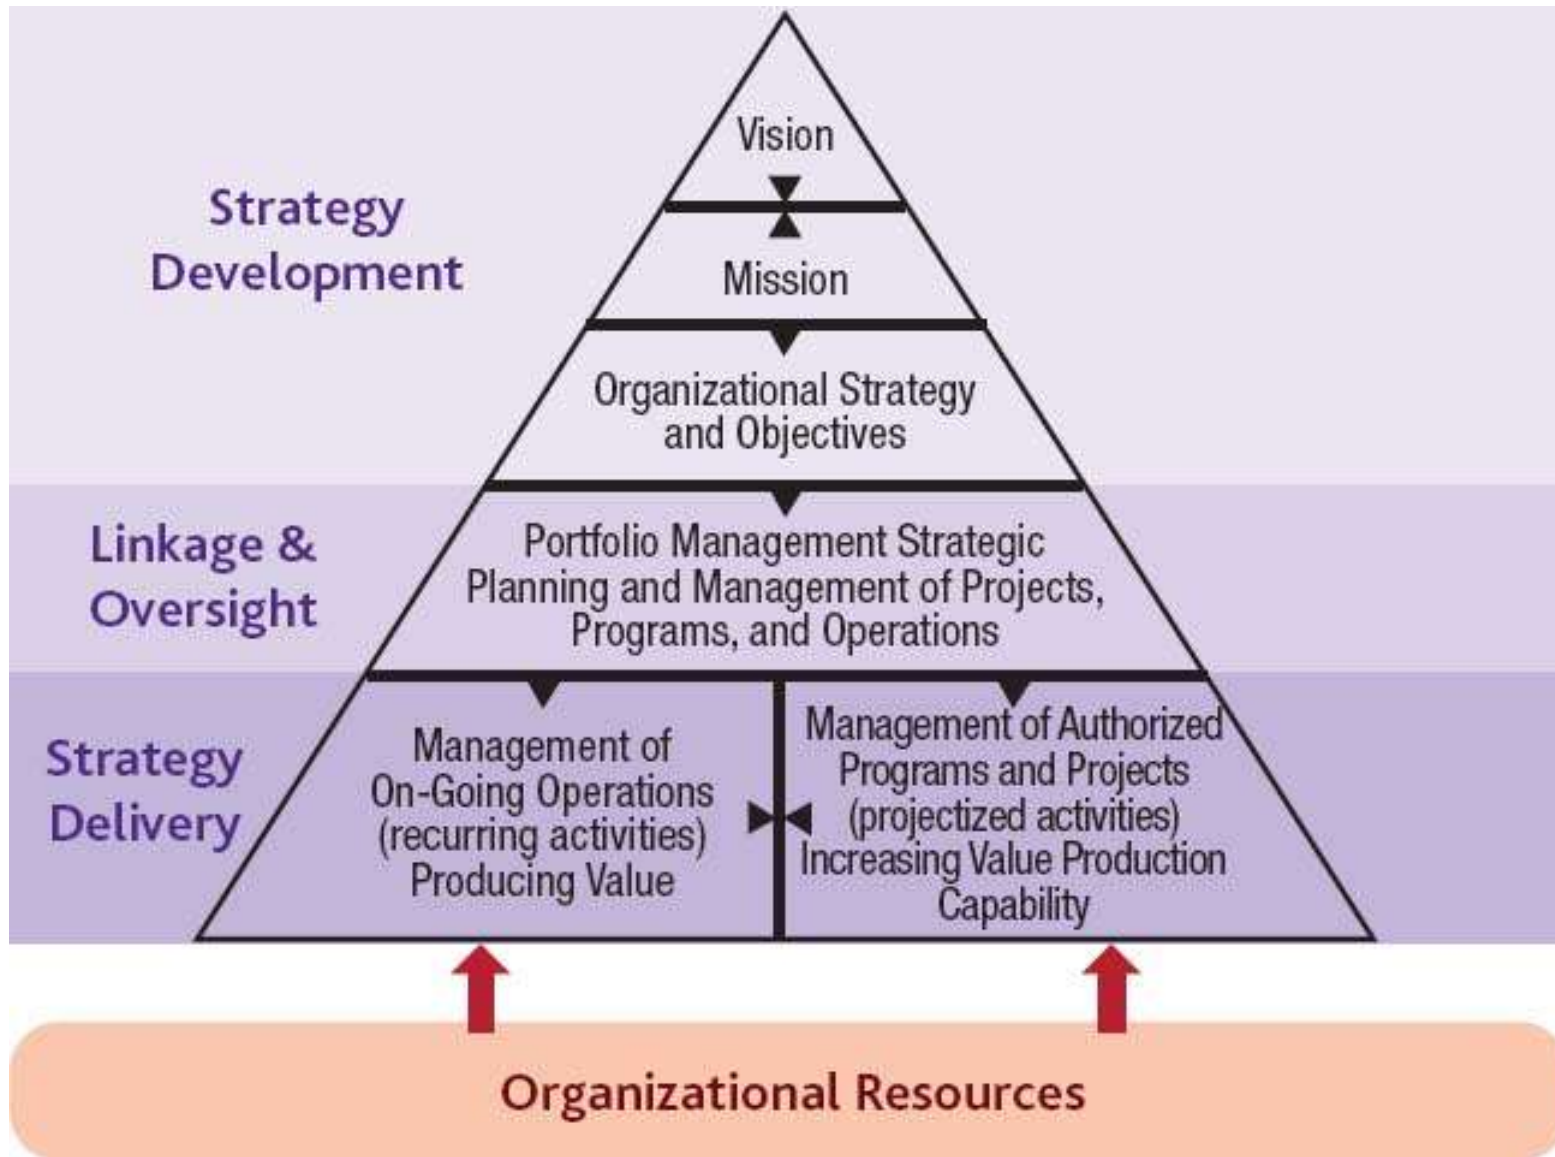 Vision
Strategy
Development
Mission
Organizational Strategy
and Objectives
Linkage &
Oversight
Portfolio Management Strategic
Planning and Management of Projects,
Programs, and Operations
Strategy
Delivery
Management of
On-Going Operations
(recurring activities)
Producing Value
Management of Authorized
Programs and Projects
(projectized activities)
Increasing Value Production
Capability
Organizational Resources